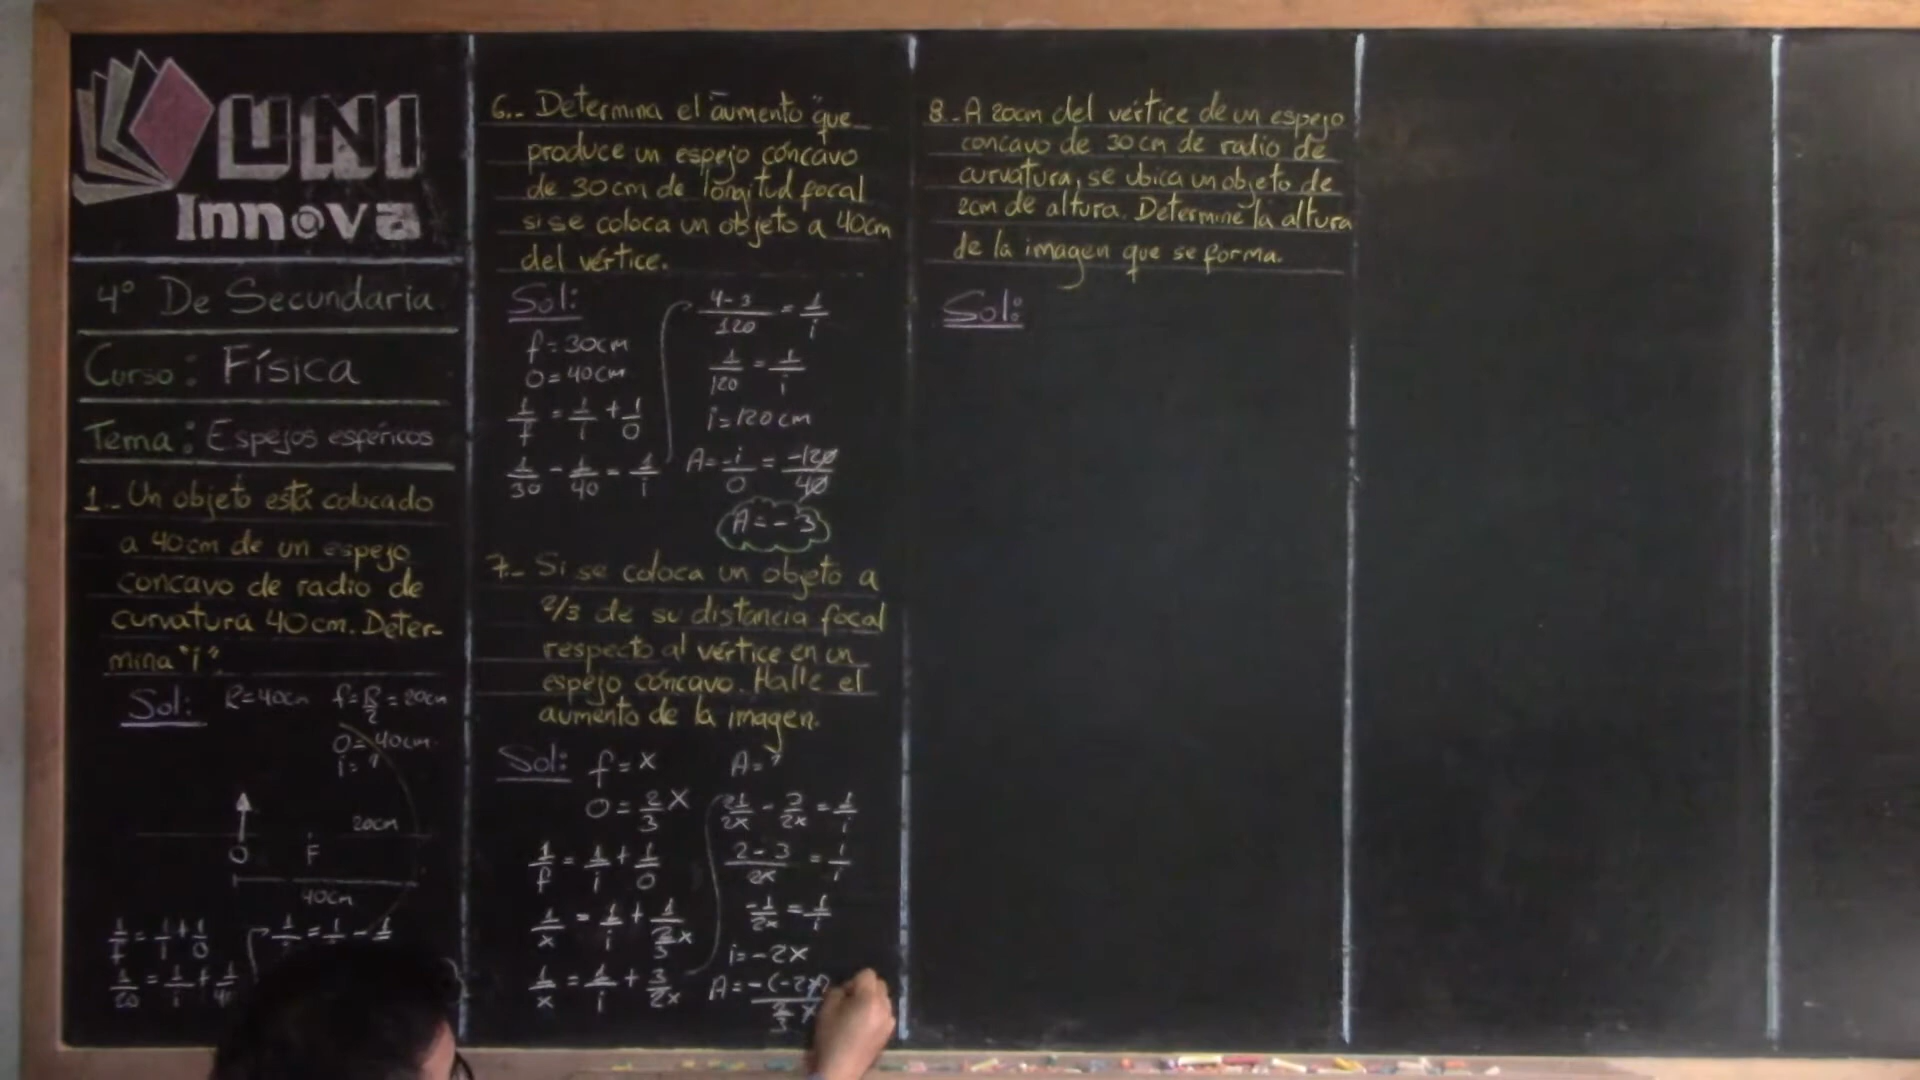 UNI
Innova
4° De Secundaria
Curso: Física
Tema: Espejos esféricos
1.- Un objeto está colocado
a 40cm de un espejo
concavo de radio de
curvatura 40cm. Deter-
mina "i".
Sol: R=40cm f=R/2=20cm
O=40cm
i=?
20cm
O F
40cm
1/f=1/i+1/O
1/20=1/i+
6.- Determina el "aumento" que
produce un espejo cóncavo
de 30cm de longitud focal
si se coloca un objeto a 40cm
del vértice.
Sol:
f=30cm
O=40cm
1/f=1/i+1/O
1/30-1/40=1/i
4-3/120=1/i
1/120=1/i
i=120cm
A=-i/O=-120/40
A=-3
7.- Si se coloca un objeto a
2/3 de su distancia focal
respecto al vértice en un
espejo cóncavo. Halle el
aumento de la imagen.
Sol: f=x
O=2/3x
1/f=1/i+1/O
1/x=1/i+1/(2/3x)
1/x=1/i+3/2x
A=?
2-3/2x=1/i
-1/2x=1/i
i=-2x
A=-(-2x)/(2/3x)
8.- A 20cm del vértice de un espejo
concavo de 30cm de radio de
curvatura, se ubica un objeto de
2cm de altura. Determine la altura
de la imagen que se forma.
Sol: